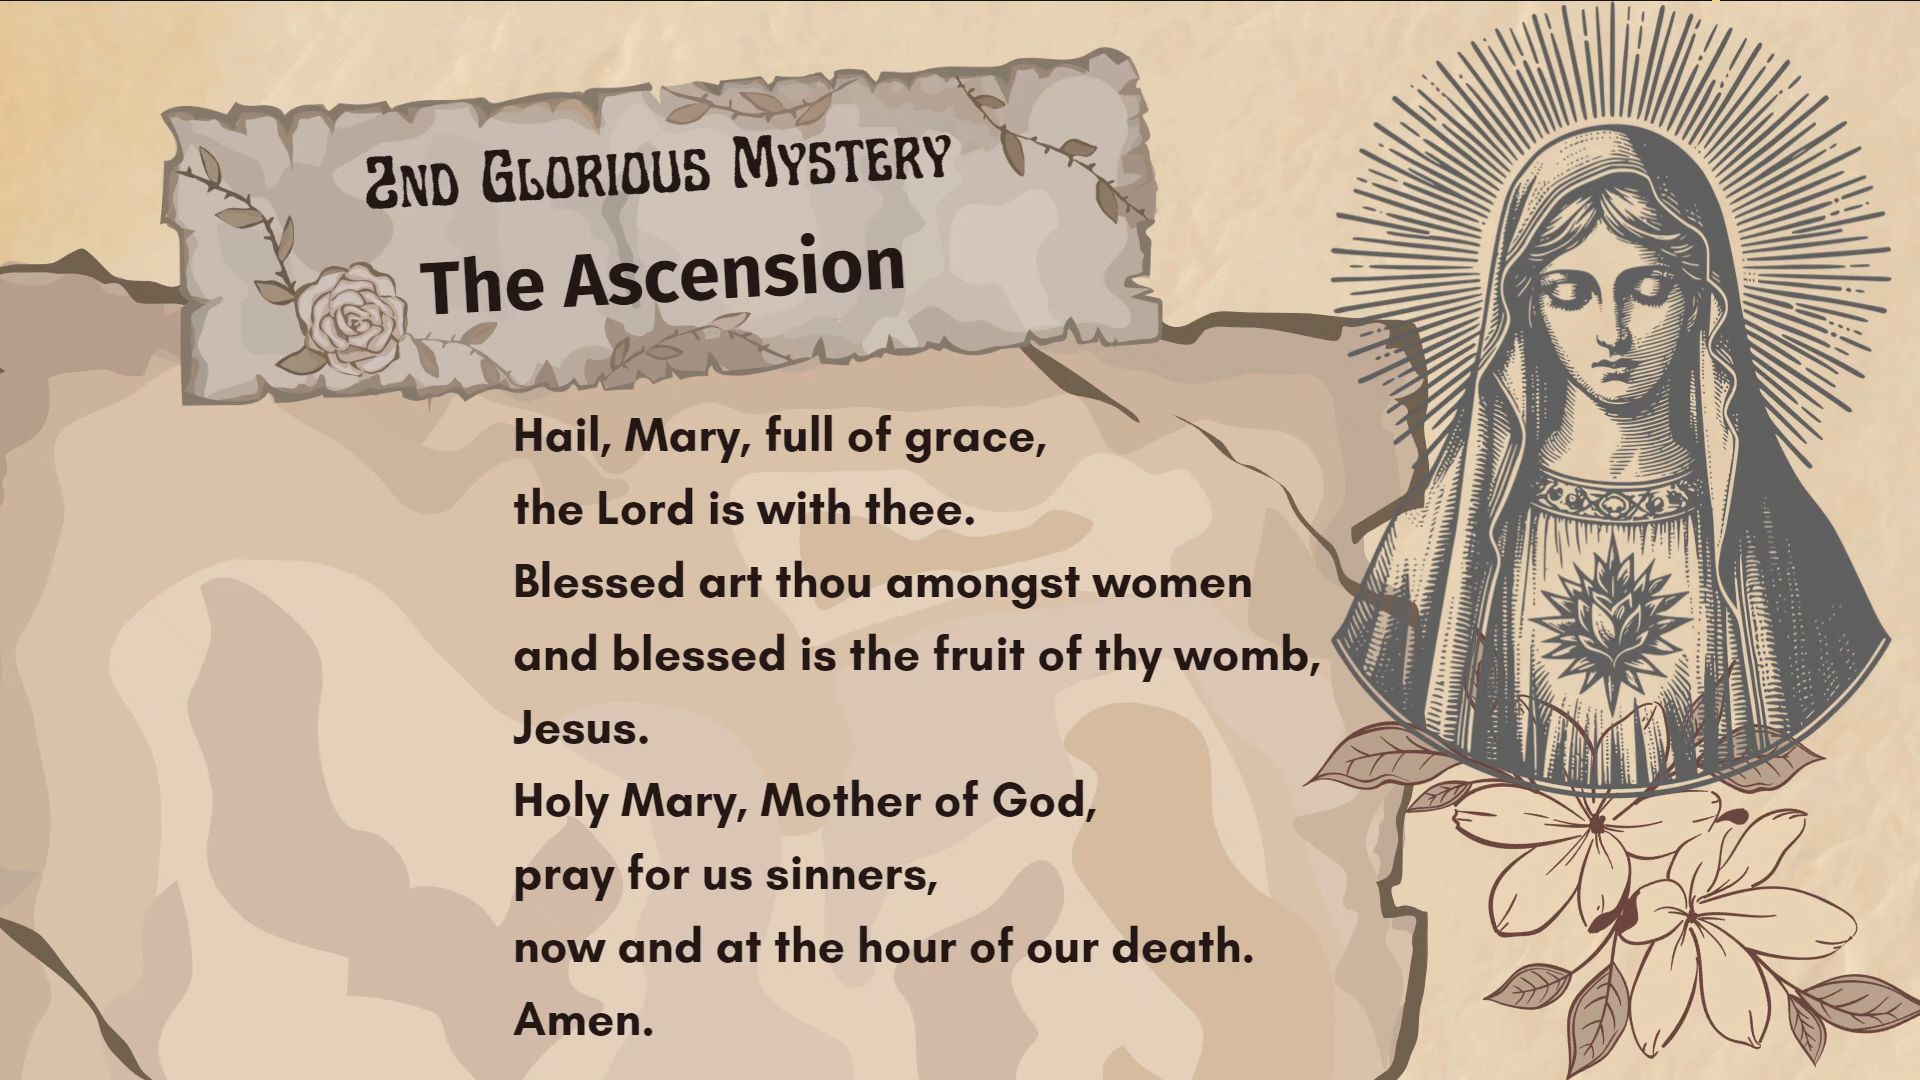 2nd Glorious Mystery
The Ascension
Hail, Mary, full of grace,
the Lord is with thee.
Blessed art thou amongst women
and blessed is the fruit of thy womb,
Jesus.
Holy Mary, Mother of God,
pray for us sinners,
now and at the hour of our death.
Amen.